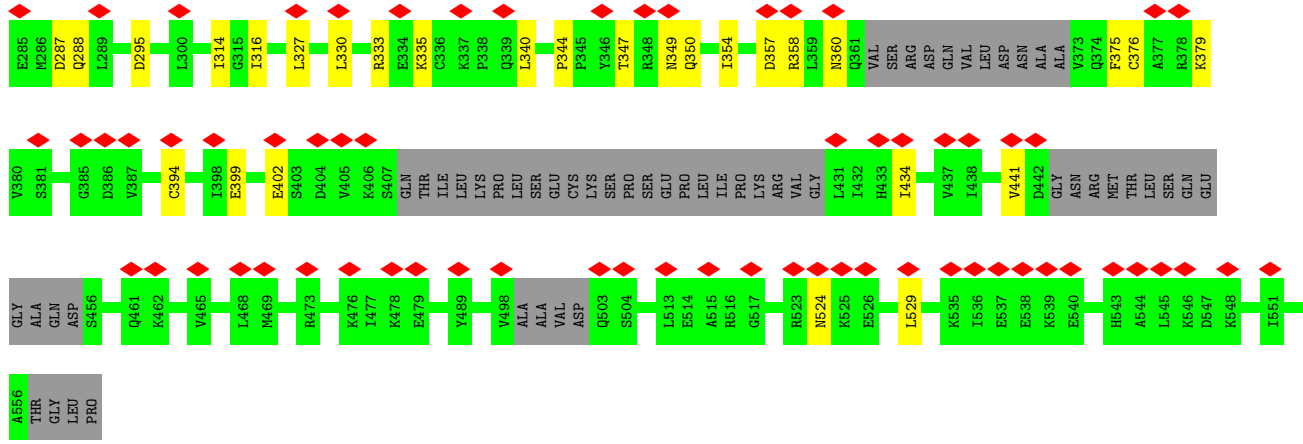 E285 M286 D287 Q288 L289 D295 L300 I314 G315 I316 L327 L330 R333 E334 K335 C336 K337 P338 Q339 L340 P344 P345 Y346 T347 R348 N349 Q350 I354 D357 R358 L359 N360 Q361 VAL SER ARG ASP GLN VAL LEU ASP ASN ALA ALA V373 Q374 F375 C376 A377 R378 K379
V380 S381 G385 D386 V387 C394 I398 E399 E402 S403 D404 V405 K406 S407 GLN THR ILE LEU LYS PRO LEU SER GLU CYS LYS SER PRO SER GLU PRO LEU ILE PRO LYS ARG VAL GLY L431 I432 H433 I434 V437 I438 V441 D442 GLY ASN ARG MET THR LEU SER GLN GLU
GLY ALA GLN ASP S456 Q461 K462 V465 L468 M469 R473 K476 I477 K478 E479 Y489 V498 ALA ALA VAL ASP Q503 S504 L513 E514 A515 R516 G517 R523 N524 K525 E526 L529 K535 I536 E537 E538 K539 E540 H543 A544 L545 K546 D547 K548 I551
A556 THR GLY LEU PRO